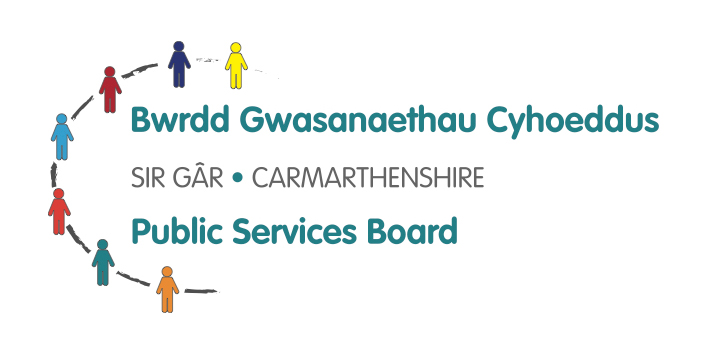 Bwrdd Gwasanaethau Cyhoeddus
SIR GÂR • CARMARTHENSHIRE
Public Services Board